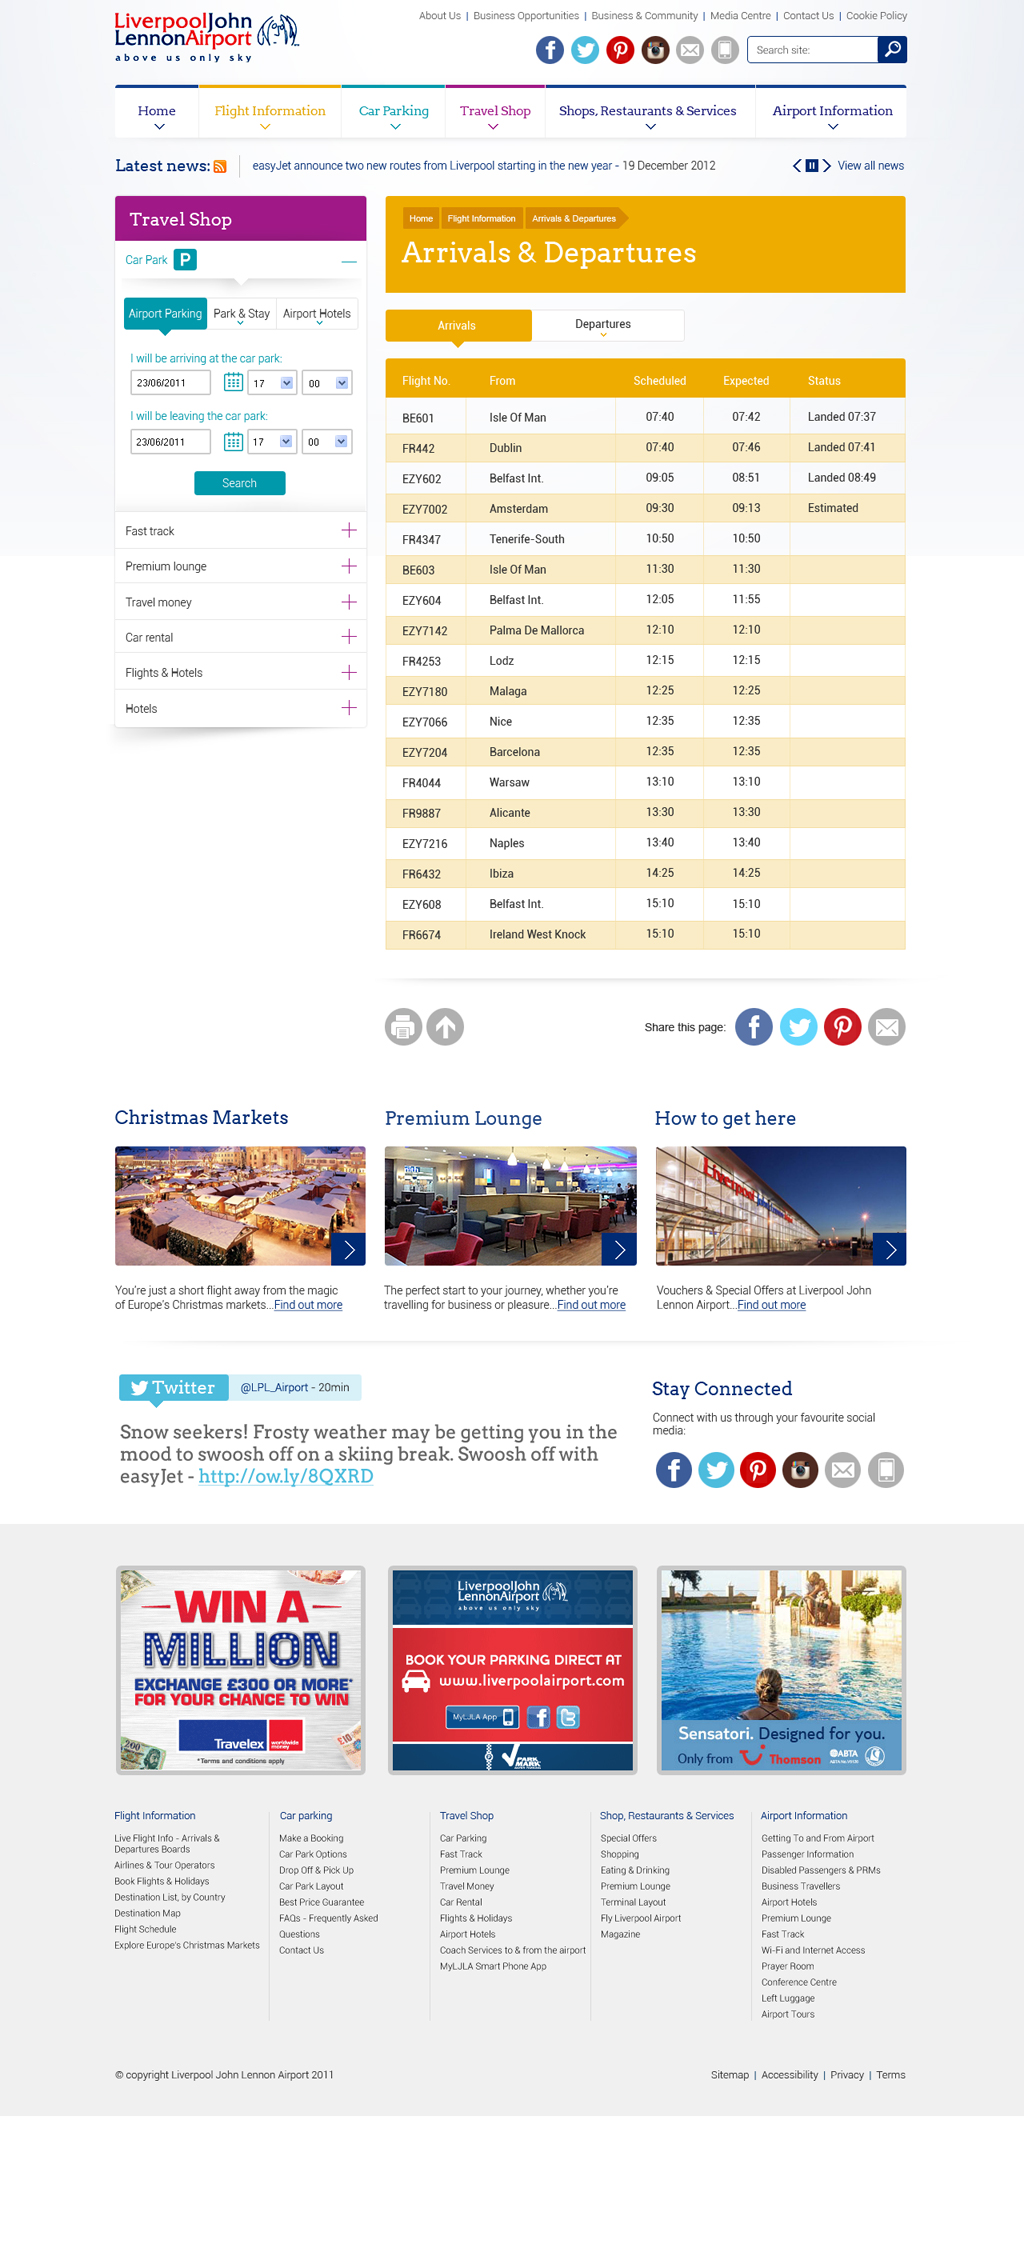 LiverpoolJohn
LennonAirport
above us only sky
About Us | Business Opportunities | Business & Community | Media Centre | Contact Us | Cookie Policy
Search site:
Home
Flight Information
Car Parking
Travel Shop
Shops, Restaurants & Services
Airport Information
Latest news:
easyJet announce two new routes from Liverpool starting in the new year - 19 December 2012
View all news
Travel Shop
Car Park P
Airport Parking
Park & Stay
Airport Hotels
I will be arriving at the car park:
23/06/2011 17 00
I will be leaving the car park:
23/06/2011 17 00
Search
Fast track
Premium lounge
Travel money
Car rental
Flights & Hotels
Hotels
Home Flight Information Arrivals & Departures
Arrivals & Departures
Arrivals
Departures
Flight No. From Scheduled Expected Status
BE601 Isle Of Man 07:40 07:42 Landed 07:37
FR442 Dublin 07:40 07:46 Landed 07:41
EZY602 Belfast Int. 09:05 08:51 Landed 08:49
EZY7002 Amsterdam 09:30 09:13 Estimated
FR4347 Tenerife-South 10:50 10:50
BE603 Isle Of Man 11:30 11:30
EZY604 Belfast Int. 12:05 11:55
EZY7142 Palma De Mallorca 12:10 12:10
FR4253 Lodz 12:15 12:15
EZY7180 Malaga 12:25 12:25
EZY7066 Nice 12:35 12:35
EZY7204 Barcelona 12:35 12:35
FR4044 Warsaw 13:10 13:10
FR9887 Alicante 13:30 13:30
EZY7216 Naples 13:40 13:40
FR6432 Ibiza 14:25 14:25
EZY608 Belfast Int. 15:10 15:10
FR6674 Ireland West Knock 15:10 15:10
Share this page:
Christmas Markets
You're just a short flight away from the magic
of Europe's Christmas markets...Find out more
Premium Lounge
The perfect start to your journey, whether you're
travelling for business or pleasure...Find out more
How to get here
Liverpool John Lennon Airport
Vouchers & Special Offers at Liverpool John
Lennon Airport...Find out more
Twitter
@LPL_Airport - 20min
Snow seekers! Frosty weather may be getting you in the
mood to swoosh off on a skiing break. Swoosh off with
easyJet - http://ow.ly/8QXRD
Stay Connected
Connect with us through your favourite social
media:
WIN A
MILLION
EXCHANGE £300 OR MORE*
FOR YOUR CHANCE TO WIN
Travelex worldwide money
*Terms and conditions apply
LiverpoolJohn
LennonAirport
above us only sky
BOOK YOUR PARKING DIRECT AT
www.liverpoolairport.com
MyLJLA App
PARK
MARK
Sensatori. Designed for you.
Only from Thomson ABTA
Flight Information
Live Flight Info - Arrivals &
Departures Boards
Airlines & Tour Operators
Book Flights & Holidays
Destination List, by Country
Destination Map
Flight Schedule
Explore Europe's Christmas Markets
Car parking
Make a Booking
Car Park Options
Drop Off & Pick Up
Car Park Layout
Best Price Guarantee
FAQs - Frequently Asked
Questions
Contact Us
Travel Shop
Car Parking
Fast Track
Premium Lounge
Travel Money
Car Rental
Flights & Holidays
Airport Hotels
Coach Services to & from the airport
MyLJLA Smart Phone App
Shop, Restaurants & Services
Special Offers
Shopping
Eating & Drinking
Premium Lounge
Terminal Layout
Fly Liverpool Airport
Magazine
Airport Information
Getting To and From Airport
Passenger Information
Disabled Passengers & PRMs
Business Travellers
Airport Hotels
Premium Lounge
Fast Track
Wi-Fi and Internet Access
Prayer Room
Conference Centre
Left Luggage
Airport Tours
© copyright Liverpool John Lennon Airport 2011
Sitemap | Accessibility | Privacy | Terms